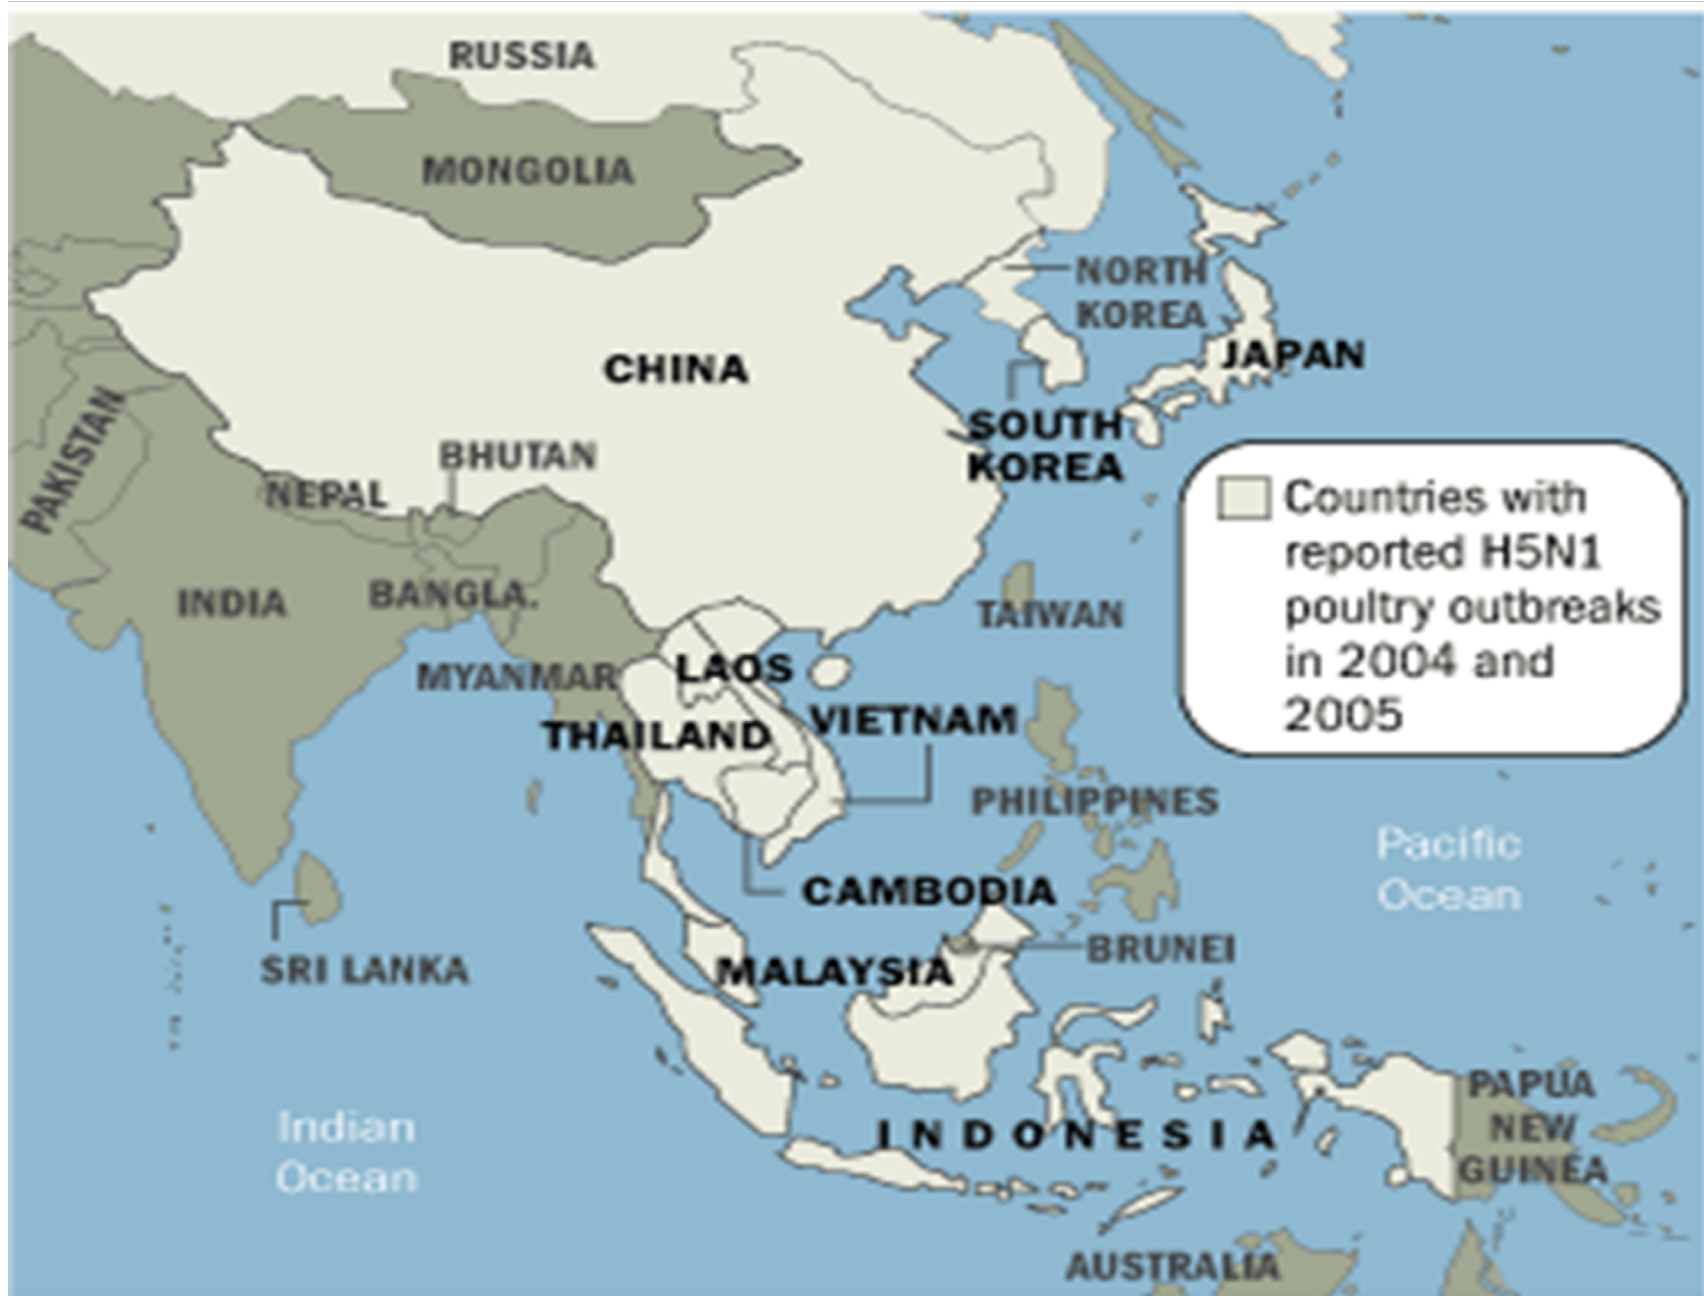 RUSSIA
MONGOLIA
NORTH
KOREA
CHINA
JAPAN
SOUTH
KOREA
PAKISTAN
BHUTAN
NEPAL
Countries with
reported H5N1
poultry outbreaks
in 2004 and
2005
INDIA
BANGLA.
TAIWAN
MYANMAR
LAOS
THAILAND
VIETNAM
PHILIPPINES
Pacific
Ocean
CAMBODIA
BRUNEI
SRI LANKA
MALAYSIA
PAPUA
NEW
GUINEA
INDONESIA
Indian
Ocean
AUSTRALIA